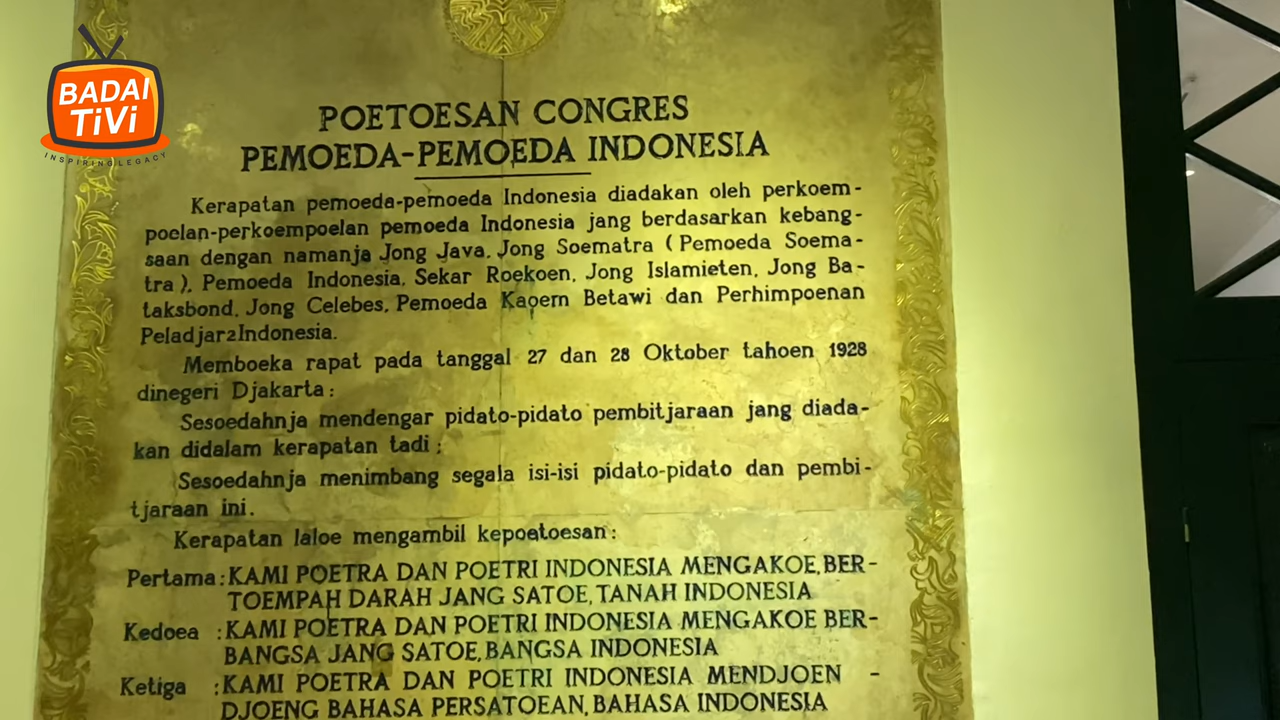 BADAI
TiVi
INSPIRING LEGACY
POETOESAN CONGRES
PEMOEDA-PEMOEDA INDONESIA
Kerapatan pemoeda-pemoeda Indonesia diadakan oleh perkoem-
poelan-perkoempoelan pemoeda Indonesia jang berdasarkan kebang-
saan dengan namanja Jong Java, Jong Soematra (Pemoeda Soema-
tra), Pemoeda Indonesia, Sekar Roekoen, Jong Islamieten, Jong Ba-
taksbond, Jong Celebes, Pemoeda Kaoem Betawi dan Perhimpoenan
Peladjar2Indonesia.
Memboeka rapat pada tanggal 27 dan 28 Oktober tahoen 1928
dinegeri Djakarta:
Sesoedahnja mendengar pidato-pidato pembitjaraan jang diada-
kan didalam kerapatan tadi;
Sesoedahnja menimbang segala isi-isi pidato-pidato dan pembi-
tjaraan ini.
Kerapatan laloe mengambil kepoetoesan:
Pertama: KAMI POETRA DAN POETRI INDONESIA MENGAKOE, BER-
TOEMPAH DARAH JANG SATOE, TANAH INDONESIA
Kedoea : KAMI POETRA DAN POETRI INDONESIA MENGAKOE BER-
BANGSA JANG SATOE, BANGSA INDONESIA
Ketiga : KAMI POETRA DAN POETRI INDONESIA MENDJOEN -
DJOENG BAHASA PERSATOEAN, BAHASA INDONESIA